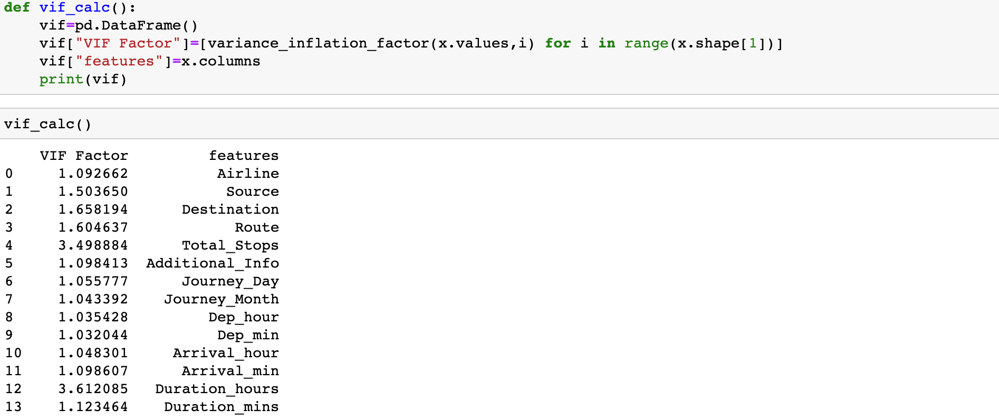 def vif_calc():
    vif=pd.DataFrame()
    vif["VIF Factor"]=[variance_inflation_factor(x.values,i) for i in range(x.shape[1])]
    vif["features"]=x.columns
    print(vif)
vif_calc()
    VIF Factor         features
0     1.092662          Airline
1     1.503650           Source
2     1.658194      Destination
3     1.604637            Route
4     3.498884      Total_Stops
5     1.098413  Additional_Info
6     1.055777      Journey_Day
7     1.043392    Journey_Month
8     1.035428         Dep_hour
9     1.032044          Dep_min
10    1.048301     Arrival_hour
11    1.098607      Arrival_min
12    3.612085   Duration_hours
13    1.123464    Duration_mins